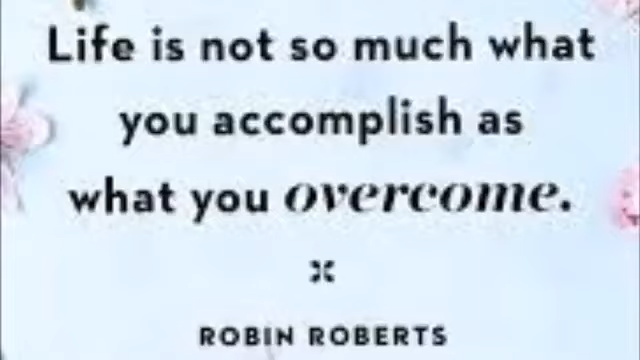 Life is not so much what
you accomplish as
what you overcome.
ROBIN ROBERTS